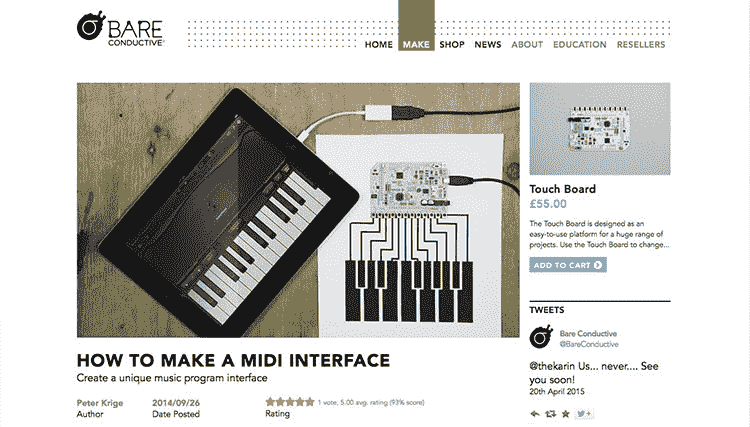 BARE
CONDUCTIVE
HOME MAKE SHOP NEWS ABOUT EDUCATION RESELLERS
HOW TO MAKE A MIDI INTERFACE
Create a unique music program interface
Peter Krige
Author
2014/09/26
Date Posted
1 vote, 5.00 avg. rating (93% score)
Rating
Touch Board
£55.00
The Touch Board is designed as an
easy-to-use platform for a huge range of
projects. Use the Touch Board to change...
ADD TO CART
TWEETS
Bare Conductive
@BareConductive
@thekarin Us... never.... See
you soon!
20th April 2015